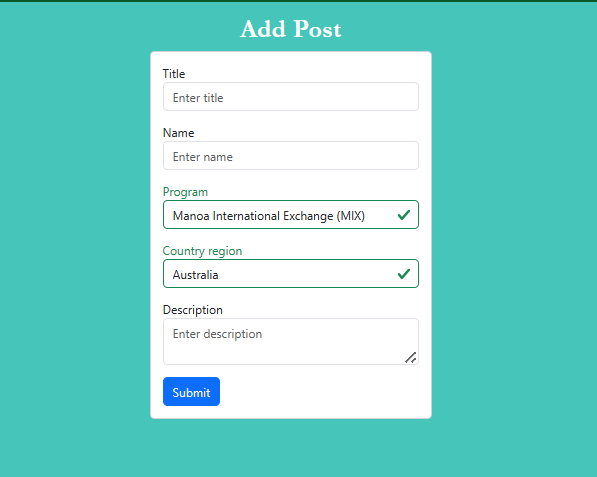 Add Post
Title
Enter title
Name
Enter name
Program
Manoa International Exchange (MIX)
Country region
Australia
Description
Enter description
Submit